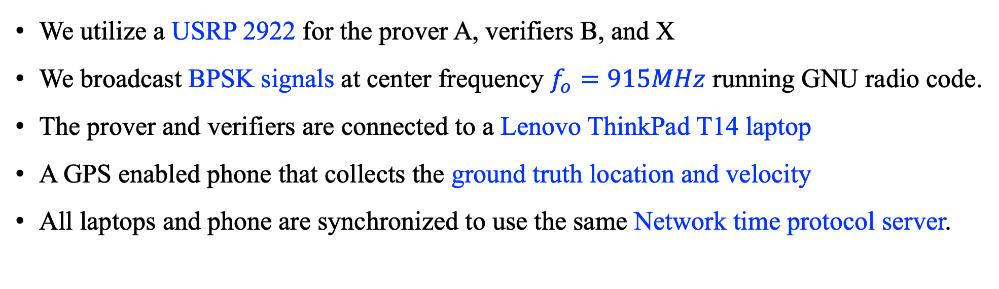 • We utilize a USRP 2922 for the prover A, verifiers B, and X
• We broadcast BPSK signals at center frequency fₒ = 915MHz running GNU radio code.
• The prover and verifiers are connected to a Lenovo ThinkPad T14 laptop
• A GPS enabled phone that collects the ground truth location and velocity
• All laptops and phone are synchronized to use the same Network time protocol server.